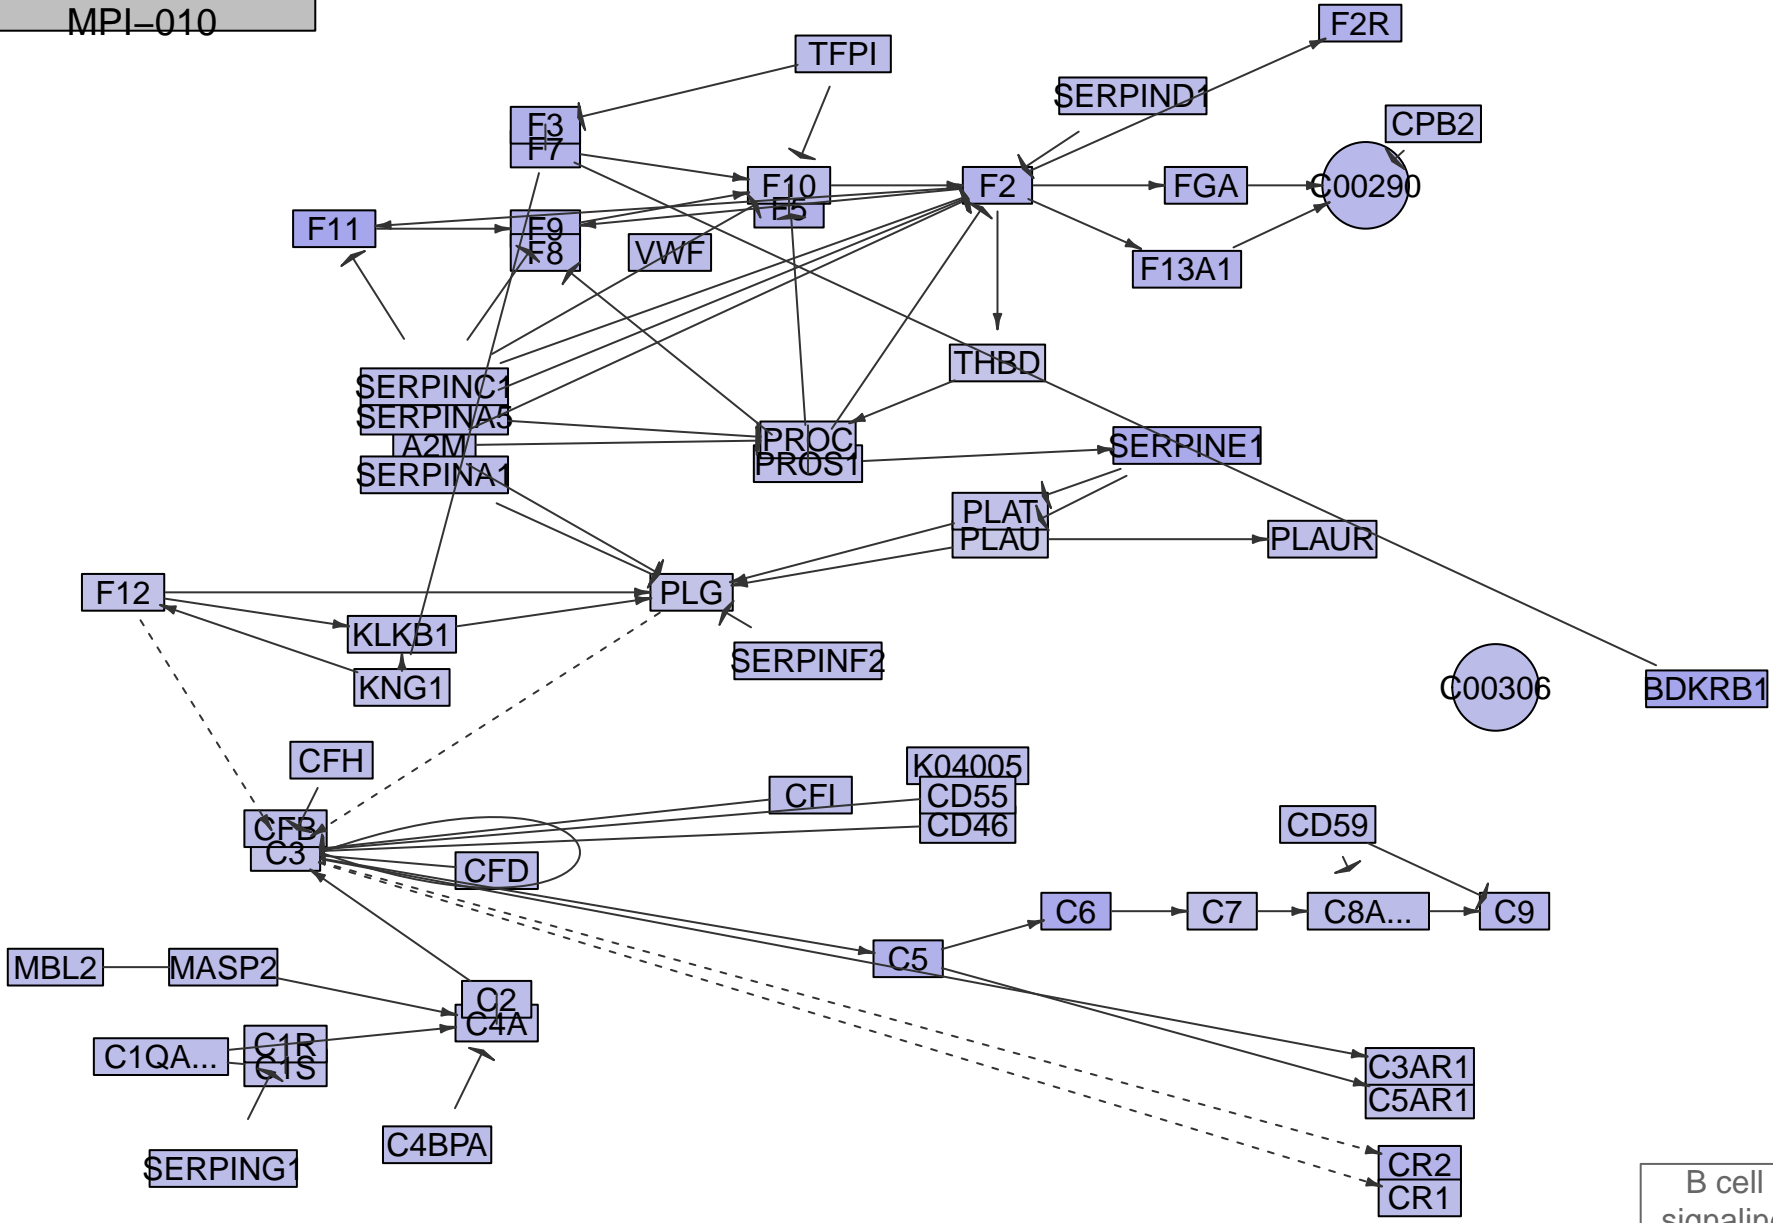 MPI−010
F2R
TFPI
SERPIND1
CPB2
F3
F7
F10
F5
F2
FGA
C00290
F11
F9
F8
VWF
F13A1
THBD
SERPINC1
SERPINA5
A2M
SERPINA1
PROC
PROS1
SERPINE1
PLAT
PLAU
PLAUR
F12
PLG
KLKB1
KNG1
SERPINF2
C00306
BDKRB1
CFH
K04005
CFI
CD55
CD46
CFB
C3
CFD
CD59
C6
C7
C8A...
C9
C5
MBL2
MASP2
C2
C4A
C1QA...
C1R
C1S
C3AR1
C5AR1
C4BPA
SERPING1
CR2
CR1
B cell
signaling